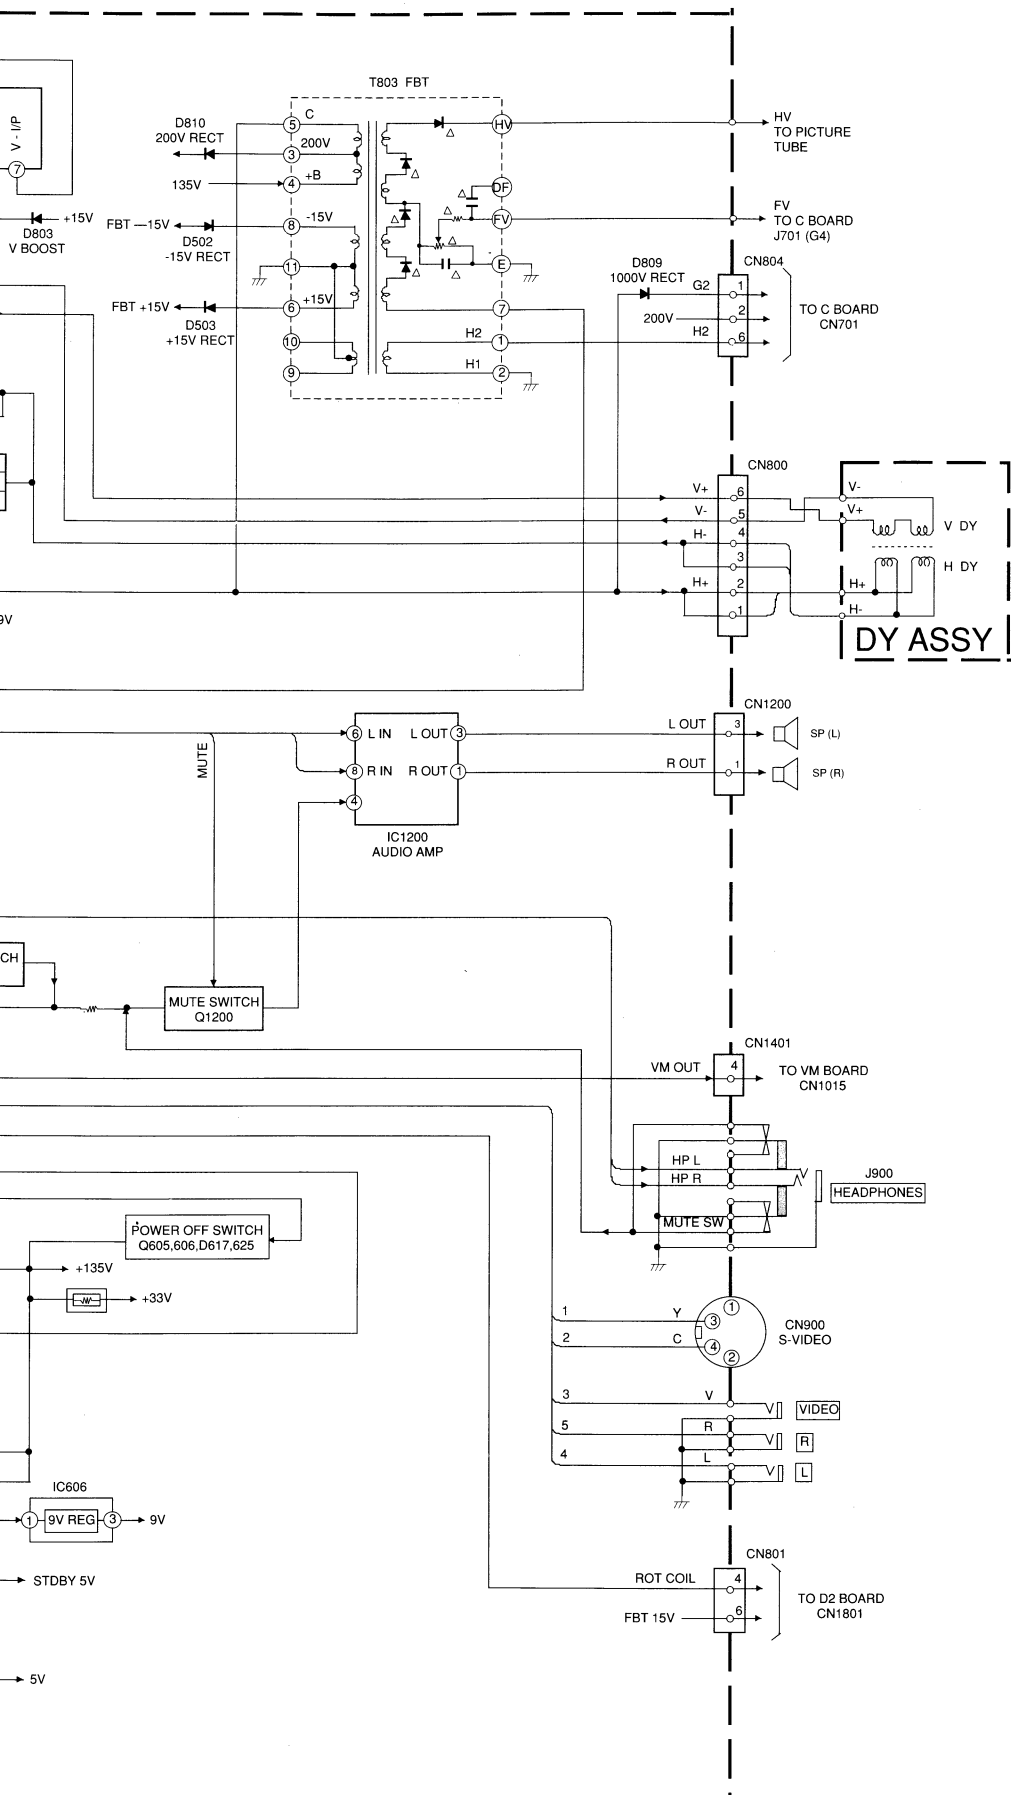 T803 FBT
V - I/P
7
D803
V BOOST
+15V
D810
200V RECT
135V
FBT —15V
D502
-15V RECT
FBT +15V
D503
+15V RECT
5
C
3
200V
4
+B
8
-15V
11
6
+15V
10
9
HV
DF
FV
E
7
H2
1
H1
2
HV
TO PICTURE
TUBE
FV
TO C BOARD
J701 (G4)
D809
1000V RECT
CN804
G2
1
200V
2
H2
6
TO C BOARD
CN701
CN800
V+
6
V-
5
H-
4
3
H+
2
1
V-
V+
V DY
H DY
H+
H-
DY ASSY
9V
MUTE
6
L IN
L OUT
3
8
R IN
R OUT
1
4
IC1200
AUDIO AMP
CN1200
L OUT
3
SP (L)
R OUT
1
SP (R)
CH
MUTE SWITCH
Q1200
CN1401
VM OUT
4
TO VM BOARD
CN1015
HP L
HP R
MUTE SW
J900
HEADPHONES
POWER OFF SWITCH
Q605,606,D617,625
+135V
+33V
1
Y
2
C
1
3
4
2
CN900
S-VIDEO
3
V
VIDEO
5
R
R
4
L
L
IC606
1
9V REG
3
9V
STDBY 5V
5V
CN801
ROT COIL
4
FBT 15V
6
TO D2 BOARD
CN1801